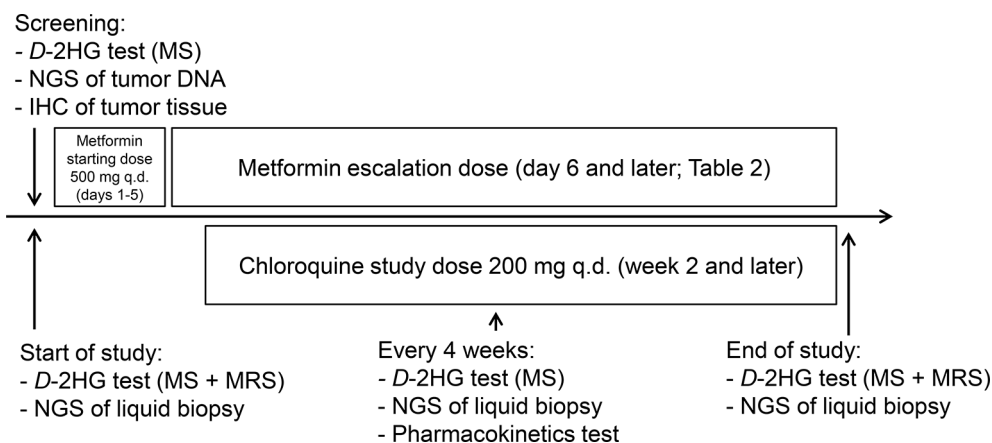 Screening:
- D-2HG test (MS)
- NGS of tumor DNA
- IHC of tumor tissue
Metformin
starting dose
500 mg q.d.
(days 1-5)
Metformin escalation dose (day 6 and later; Table 2)
Chloroquine study dose 200 mg q.d. (week 2 and later)
Start of study:
- D-2HG test (MS + MRS)
- NGS of liquid biopsy
Every 4 weeks:
- D-2HG test (MS)
- NGS of liquid biopsy
- Pharmacokinetics test
End of study:
- D-2HG test (MS + MRS)
- NGS of liquid biopsy